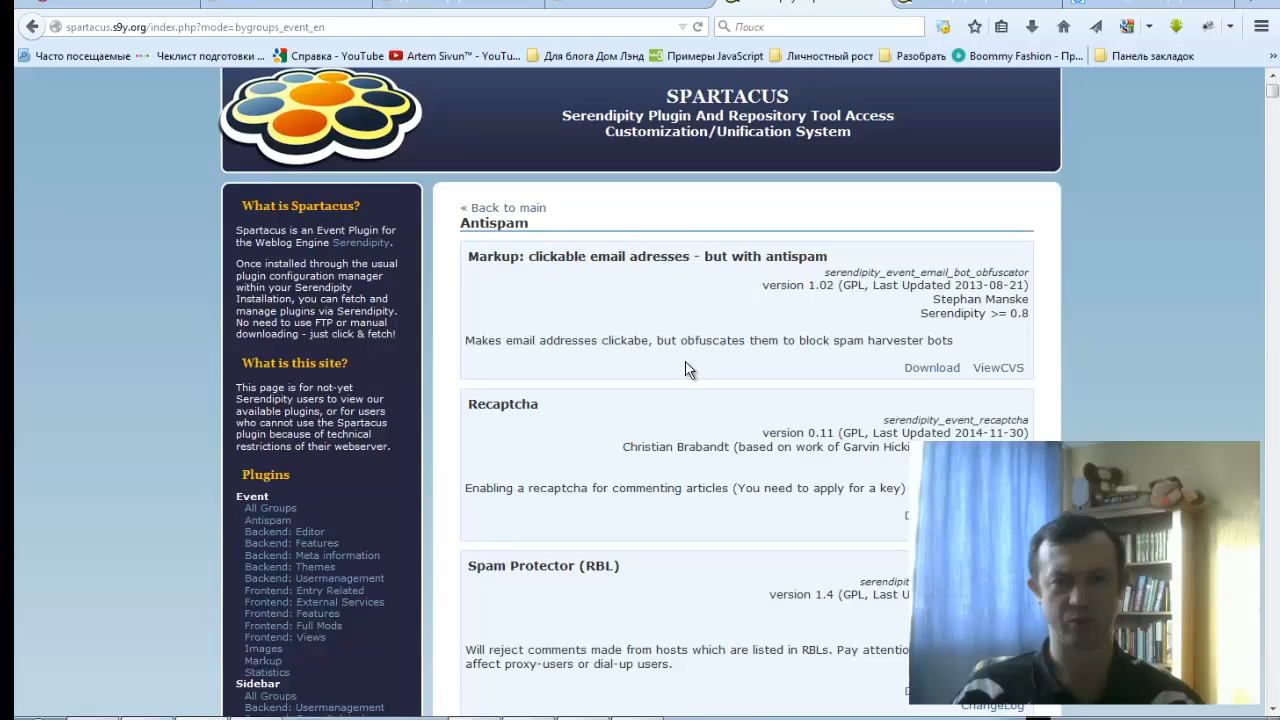 spartacus.s9y.org/index.php?mode=bygroups_event_en
Поиск
Часто посещаемые
Чеклист подготовки ...
Справка - YouTube
Artem Sivun™ - YouTu...
Для блога Дом Лэнд
Примеры JavaScript
Личностный рост
Разобрать
Boommy Fashion - Пр...
Панель закладок
SPARTACUS
Serendipity Plugin And Repository Tool Access
Customization/Unification System
What is Spartacus?
Spartacus is an Event Plugin for
the Weblog Engine Serendipity.
Once installed through the usual
plugin configuration manager
within your Serendipity
Installation, you can fetch and
manage plugins via Serendipity.
No need to use FTP or manual
downloading - just click & fetch!
What is this site?
This page is for not-yet
Serendipity users to view our
available plugins, or for users
who cannot use the Spartacus
plugin because of technical
restrictions of their webserver.
Plugins
Event
All Groups
Antispam
Backend: Editor
Backend: Features
Backend: Meta information
Backend: Themes
Backend: Usermanagement
Frontend: Entry Related
Frontend: External Services
Frontend: Features
Frontend: Full Mods
Frontend: Views
Images
Markup
Statistics
Sidebar
All Groups
Backend: Usermanagement
« Back to main
Antispam
Markup: clickable email adresses - but with antispam
serendipity_event_email_bot_obfuscator
version 1.02 (GPL, Last Updated 2013-08-21)
Stephan Manske
Serendipity >= 0.8
Makes email addresses clickabe, but obfuscates them to block spam harvester bots
Download ViewCVS
Recaptcha
serendipity_event_recaptcha
version 0.11 (GPL, Last Updated 2014-11-30)
Christian Brabandt (based on work of Garvin Hicki
Enabling a recaptcha for commenting articles (You need to apply for a key)
Spam Protector (RBL)
serendipit
version 1.4 (GPL, Last U
Will reject comments made from hosts which are listed in RBLs. Pay attentio
affect proxy-users or dial-up users.
ChangeLog